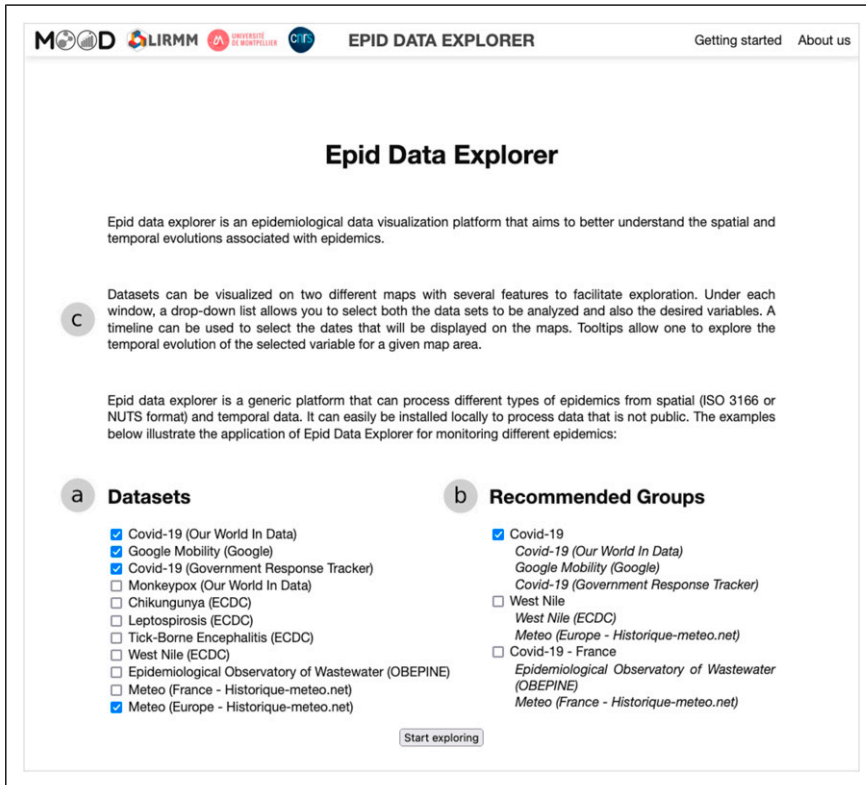 MOOD LIRMM UNIVERSITÉ DE MONTPELLIER cnrs EPID DATA EXPLORER Getting started About us
Epid Data Explorer
Epid data explorer is an epidemiological data visualization platform that aims to better understand the spatial and
temporal evolutions associated with epidemics.
c
Datasets can be visualized on two different maps with several features to facilitate exploration. Under each
window, a drop-down list allows you to select both the data sets to be analyzed and also the desired variables. A
timeline can be used to select the dates that will be displayed on the maps. Tooltips allow one to explore the
temporal evolution of the selected variable for a given map area.
Epid data explorer is a generic platform that can process different types of epidemics from spatial (ISO 3166 or
NUTS format) and temporal data. It can easily be installed locally to process data that is not public. The examples
below illustrate the application of Epid Data Explorer for monitoring different epidemics:
a Datasets
Covid-19 (Our World In Data)
Google Mobility (Google)
Covid-19 (Government Response Tracker)
Monkeypox (Our World In Data)
Chikungunya (ECDC)
Leptospirosis (ECDC)
Tick-Borne Encephalitis (ECDC)
West Nile (ECDC)
Epidemiological Observatory of Wastewater (OBEPINE)
Meteo (France - Historique-meteo.net)
Meteo (Europe - Historique-meteo.net)
b Recommended Groups
Covid-19
Covid-19 (Our World In Data)
Google Mobility (Google)
Covid-19 (Government Response Tracker)
West Nile
West Nile (ECDC)
Meteo (Europe - Historique-meteo.net)
Covid-19 - France
Epidemiological Observatory of Wastewater
(OBEPINE)
Meteo (France - Historique-meteo.net)
Start exploring